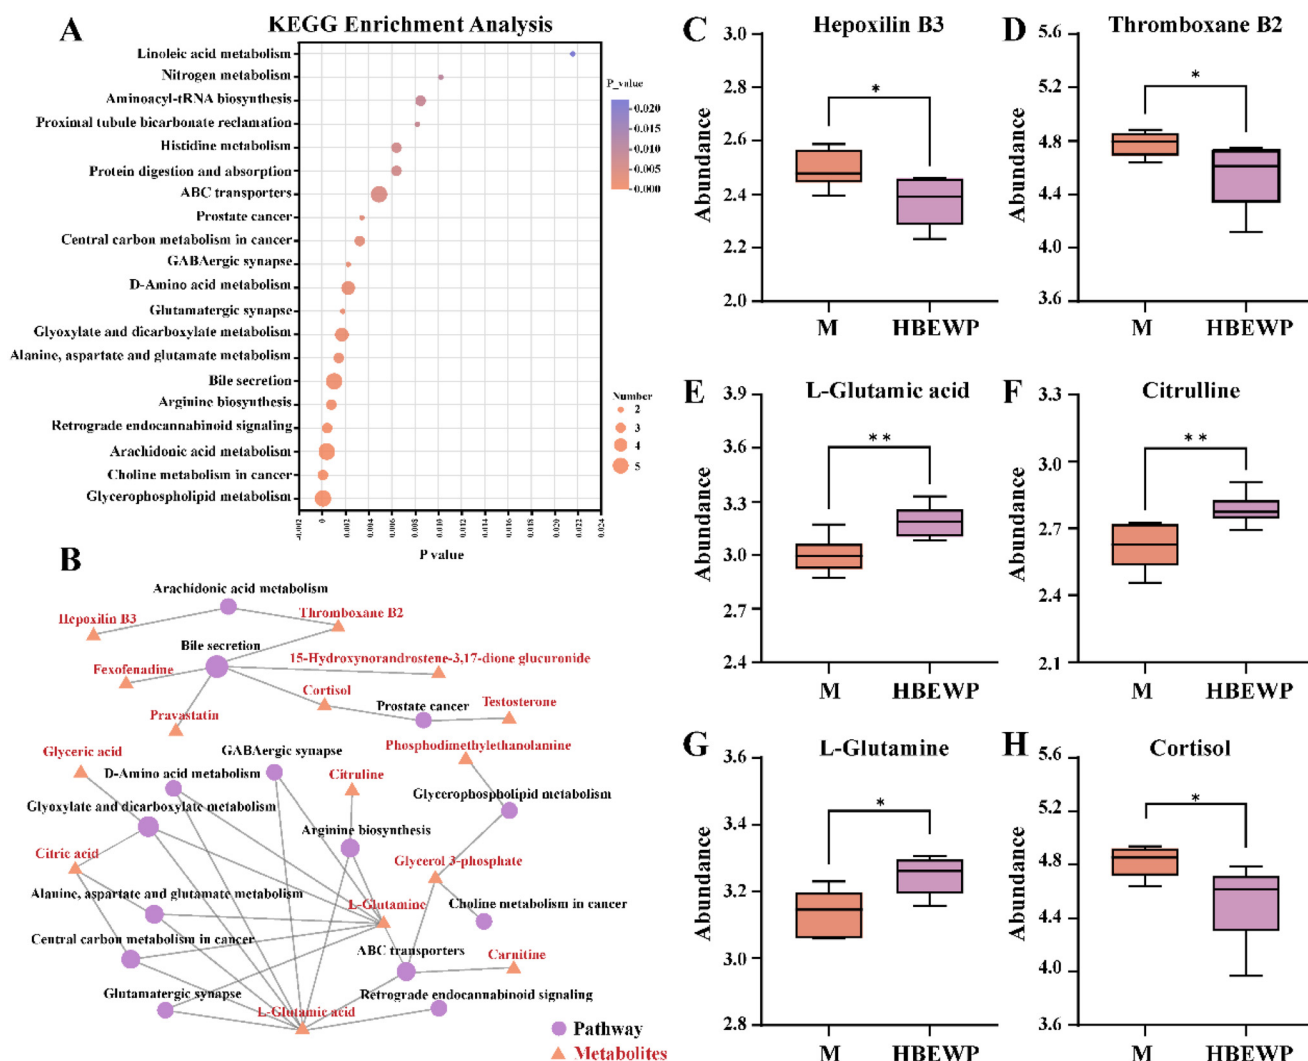 A
KEGG Enrichment Analysis
Linoleic acid metabolism
Nitrogen metabolism
Aminoacyl-tRNA biosynthesis
Proximal tubule bicarbonate reclamation
Histidine metabolism
Protein digestion and absorption
ABC transporters
Prostate cancer
Central carbon metabolism in cancer
GABAergic synapse
D-Amino acid metabolism
Glutamatergic synapse
Glyoxylate and dicarboxylate metabolism
Alanine, aspartate and glutamate metabolism
Bile secretion
Arginine biosynthesis
Retrograde endocannabinoid signaling
Arachidonic acid metabolism
Choline metabolism in cancer
Glycerophospholipid metabolism
-0.002 0 0.002 0.004 0.006 0.008 0.010 0.012 0.014 0.016 0.018 0.020 0.022 0.024
P value
P_value
0.020
0.015
0.010
0.005
0.000
Number
2
3
4
5
B
Arachidonic acid metabolism
Hepoxilin B3
Thromboxane B2
Bile secretion
Fexofenadine
15-Hydroxynorandrostene-3,17-dione glucuronide
Cortisol
Prostate cancer
Testosterone
Pravastatin
Glyceric acid
GABAergic synapse
Phosphodimethylethanolamine
D-Amino acid metabolism
Citruline
Glycerophospholipid metabolism
Glyoxylate and dicarboxylate metabolism
Arginine biosynthesis
Citric acid
Glycerol 3-phosphate
Alanine, aspartate and glutamate metabolism
L-Glutamine
Choline metabolism in cancer
Central carbon metabolism in cancer
ABC transporters
Carnitine
Glutamatergic synapse
Retrograde endocannabinoid signaling
L-Glutamic acid
Pathway
Metabolites
C
Hepoxilin B3
Abundance
3.0
2.8
2.6
2.4
2.2
2.0
*
M HBEWP
D
Thromboxane B2
Abundance
5.6
5.2
4.8
4.4
4.0
3.6
*
M HBEWP
E
L-Glutamic acid
Abundance
3.9
3.6
3.3
3.0
2.7
2.4
**
M HBEWP
F
Citrulline
Abundance
3.3
3.0
2.7
2.4
2.1
**
M HBEWP
G
L-Glutamine
Abundance
3.6
3.4
3.2
3.0
2.8
*
M HBEWP
H
Cortisol
Abundance
5.6
5.2
4.8
4.4
4.0
3.6
*
M HBEWP